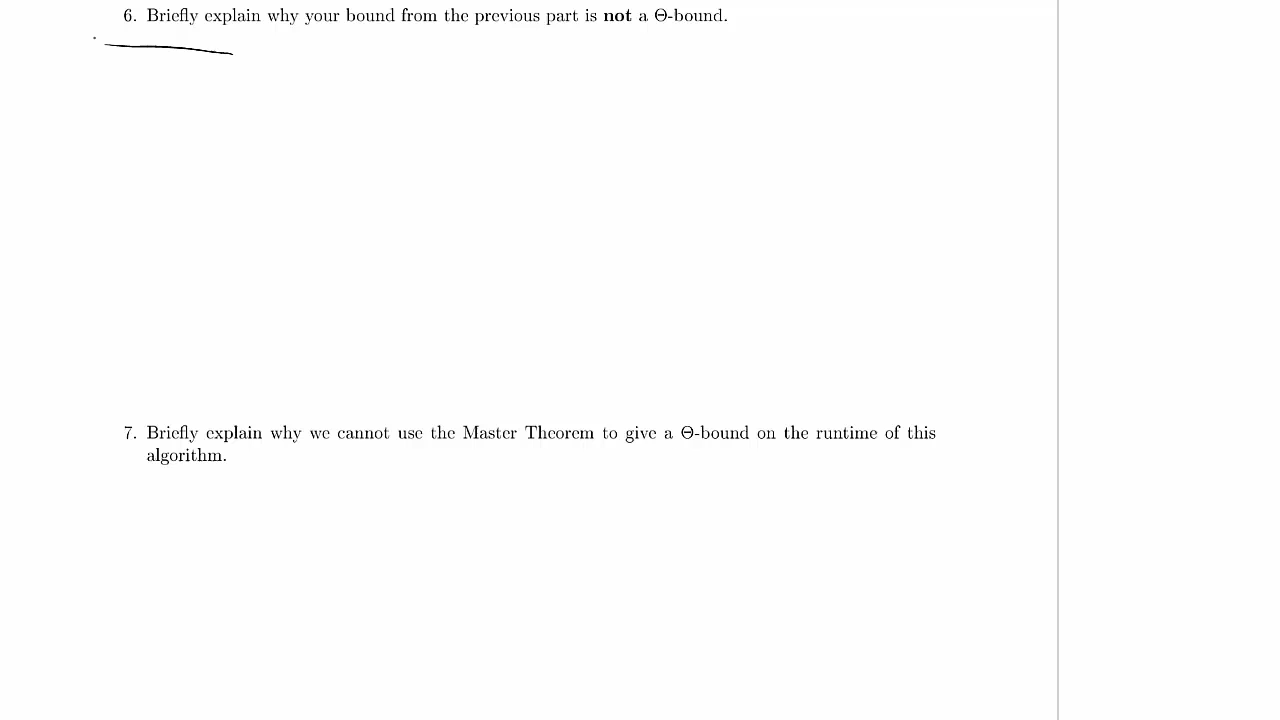 6. Briefly explain why your bound from the previous part is not a Θ-bound.
7. Briefly explain why we cannot use the Master Theorem to give a Θ-bound on the runtime of this
algorithm.